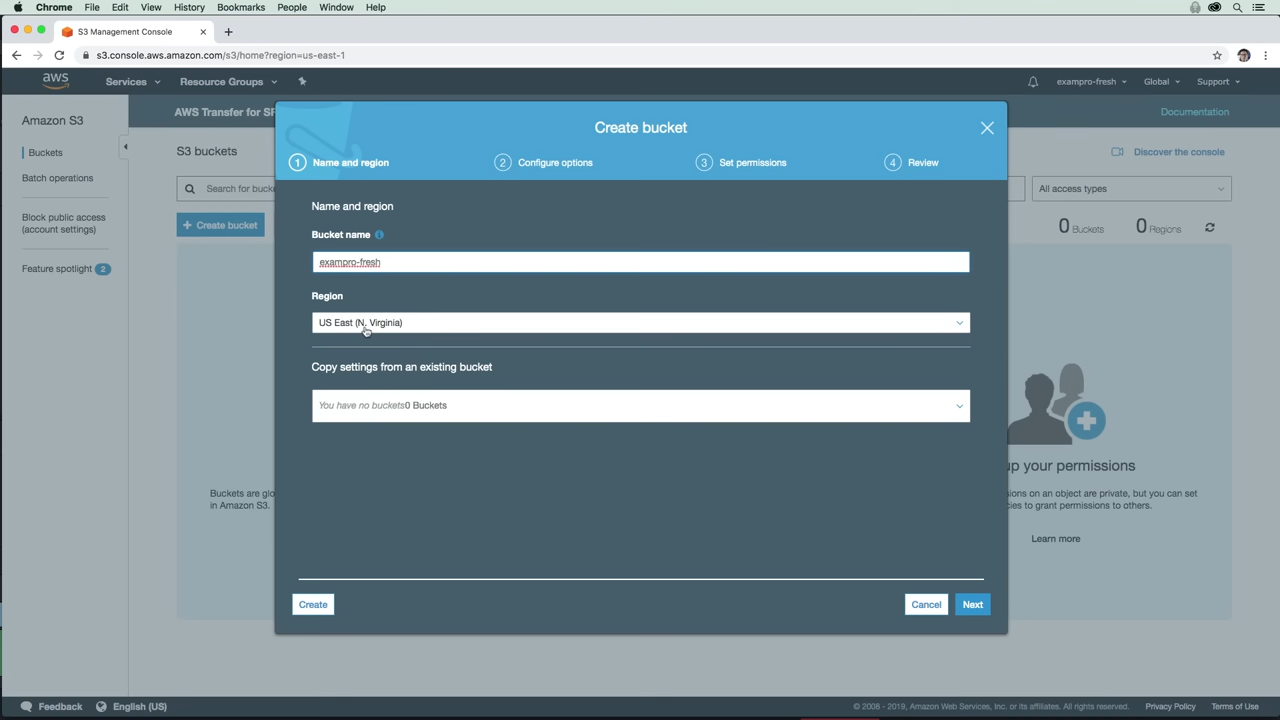 Chrome File Edit View History Bookmarks People Window Help
S3 Management Console
s3.console.aws.amazon.com/s3/home?region=us-east-1
aws Services Resource Groups exampro-fresh Global Support
Amazon S3
AWS Transfer for SF
Documentation
Buckets
Batch operations
Block public access
(account settings)
Feature spotlight 2
S3 buckets
Discover the console
Search for bucke
All access types
+ Create bucket
0 Buckets 0 Regions
Create bucket
1 Name and region 2 Configure options 3 Set permissions 4 Review
Name and region
Bucket name
exampro-fresh
Region
US East (N. Virginia)
Copy settings from an existing bucket
You have no buckets0 Buckets
Create Cancel Next
Buckets are glo
in Amazon S3.
up your permissions
sions on an object are private, but you can set
cies to grant permissions to others.
Learn more
Feedback English (US) © 2008 - 2019, Amazon Web Services, Inc. or its affiliates. All rights reserved. Privacy Policy Terms of Use